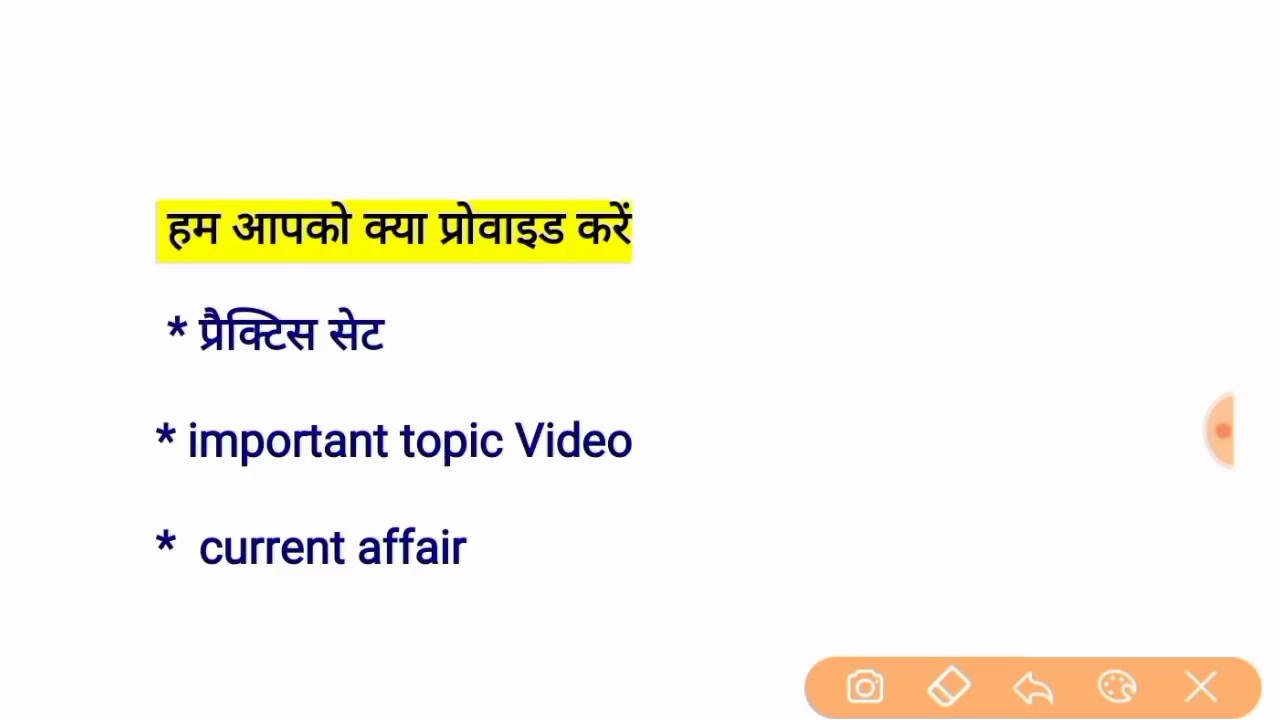 हम आपको क्या प्रोवाइड करें
* प्रैक्टिस सेट
* important topic Video
* current affair